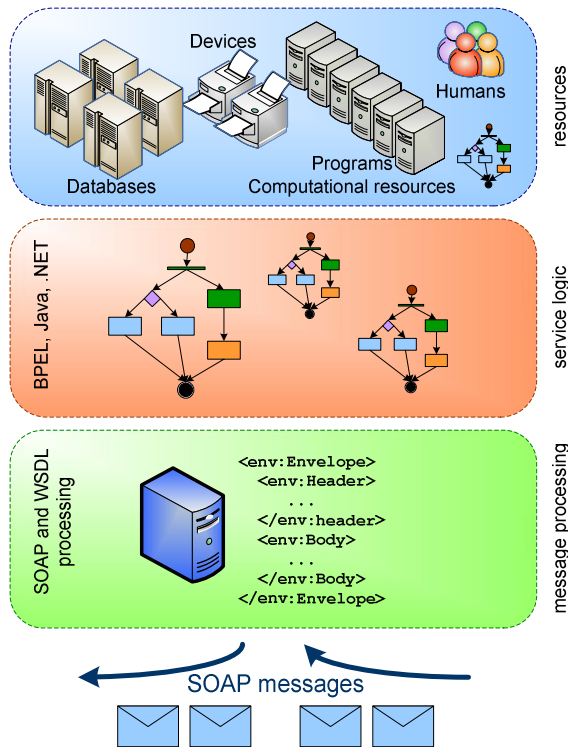 Devices
Humans
Databases
Programs
Computational resources
resources
BPEL, Java, .NET
service logic
SOAP and WSDL
processing
<env:Envelope>
<env:Header>
...
</env:header>
<env:Body>
...
</env:Body>
</env:Envelope>
message processing
SOAP messages